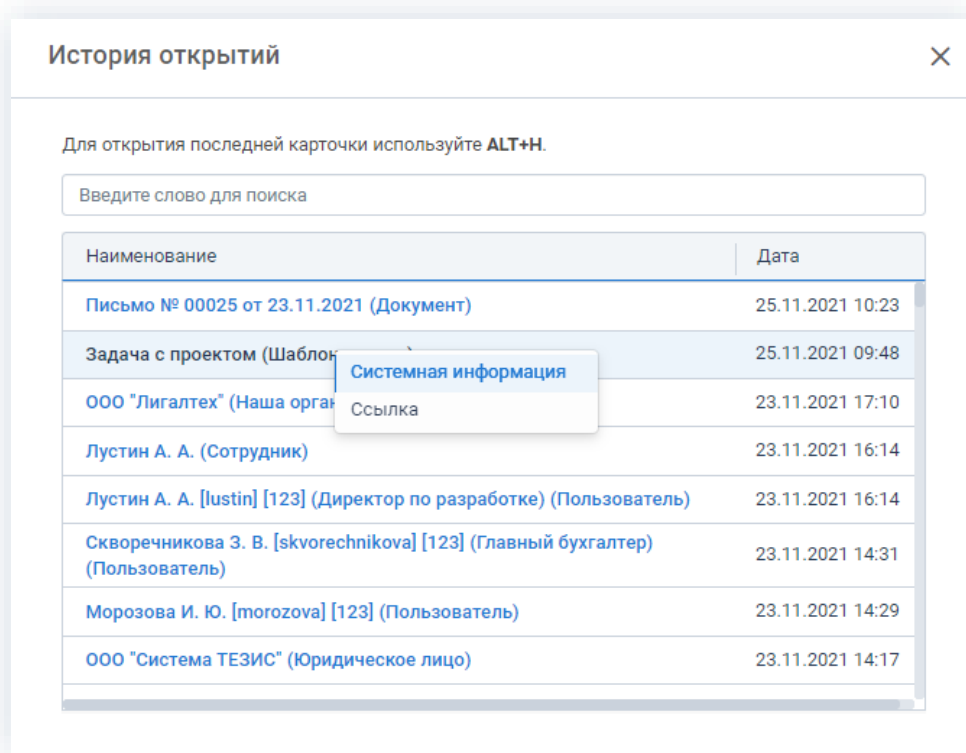 История открытий
Для открытия последней карточки используйте ALT+H.
Введите слово для поиска
Наименование Дата
Письмо № 00025 от 23.11.2021 (Документ) 25.11.2021 10:23
Задача с проектом (Шаблон 25.11.2021 09:48
Системная информация
ООО "Лигалтех" (Наша орган 23.11.2021 17:10
Ссылка
Лустин А. А. (Сотрудник) 23.11.2021 16:14
Лустин А. А. [lustin] [123] (Директор по разработке) (Пользователь) 23.11.2021 16:14
Скворечникова З. В. [skvorechnikova] [123] (Главный бухгалтер)
(Пользователь) 23.11.2021 14:31
Морозова И. Ю. [morozova] [123] (Пользователь) 23.11.2021 14:29
ООО "Система ТЕЗИС" (Юридическое лицо) 23.11.2021 14:17